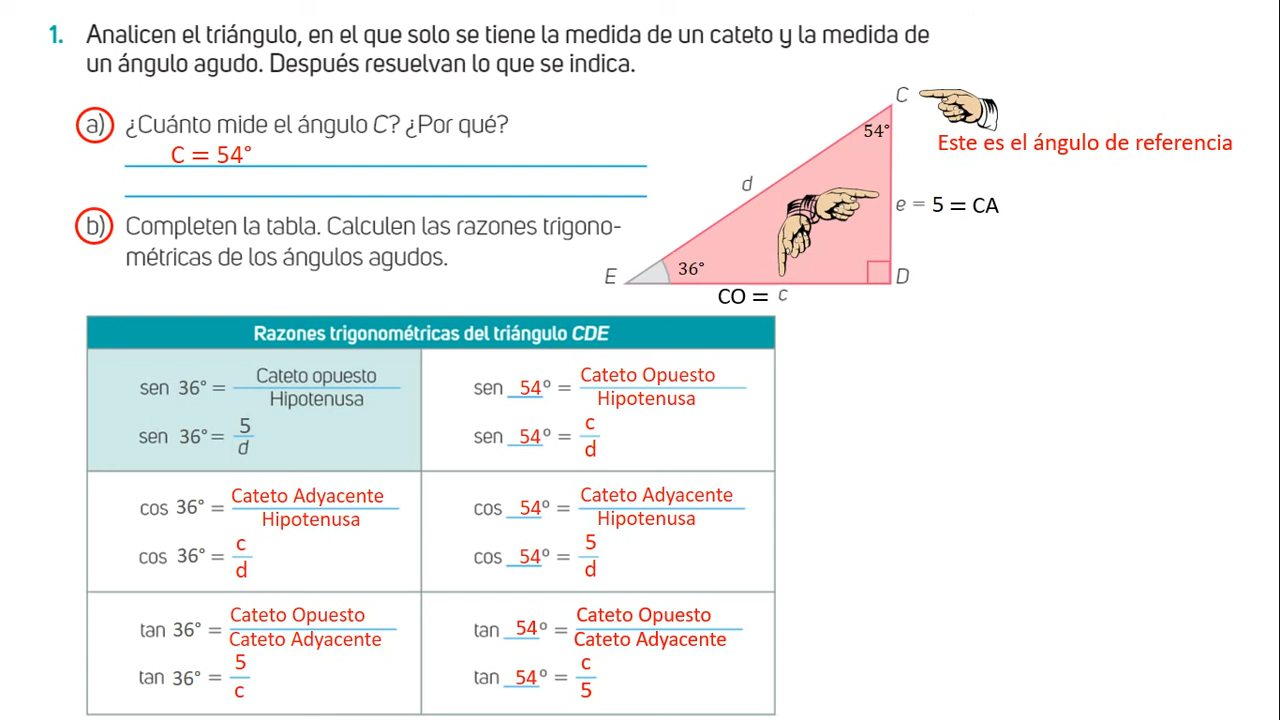 1. Analicen el triángulo, en el que solo se tiene la medida de un cateto y la medida de
un ángulo agudo. Después resuelvan lo que se indica.
a) ¿Cuánto mide el ángulo C? ¿Por qué?
C = 54°
b) Completen la tabla. Calculen las razones trigono-
métricas de los ángulos agudos.
C
54°
Este es el ángulo de referencia
d
e = 5 = CA
E
36°
D
CO = c
Razones trigonométricas del triángulo CDE
sen 36° = Cateto opuesto
Hipotenusa
sen 36° = 5
d
sen 54° = Cateto Opuesto
Hipotenusa
sen 54° = c
d
cos 36° = Cateto Adyacente
Hipotenusa
cos 36° = c
d
cos 54° = Cateto Adyacente
Hipotenusa
cos 54° = 5
d
tan 36° = Cateto Opuesto
Cateto Adyacente
tan 36° = 5
c
tan 54° = Cateto Opuesto
Cateto Adyacente
tan 54° = c
5